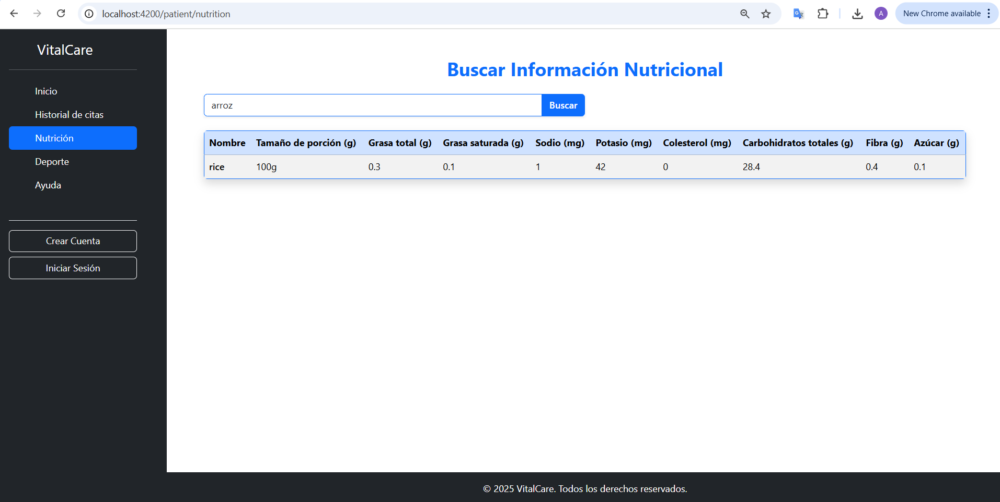 localhost:4200/patient/nutrition
A
New Chrome available
VitalCare
Inicio
Historial de citas
Nutrición
Deporte
Ayuda
Crear Cuenta
Iniciar Sesión
Buscar Información Nutricional
arroz Buscar
Nombre Tamaño de porción (g) Grasa total (g) Grasa saturada (g) Sodio (mg) Potasio (mg) Colesterol (mg) Carbohidratos totales (g) Fibra (g) Azúcar (g)
rice 100g 0.3 0.1 1 42 0 28.4 0.4 0.1
© 2025 VitalCare. Todos los derechos reservados.